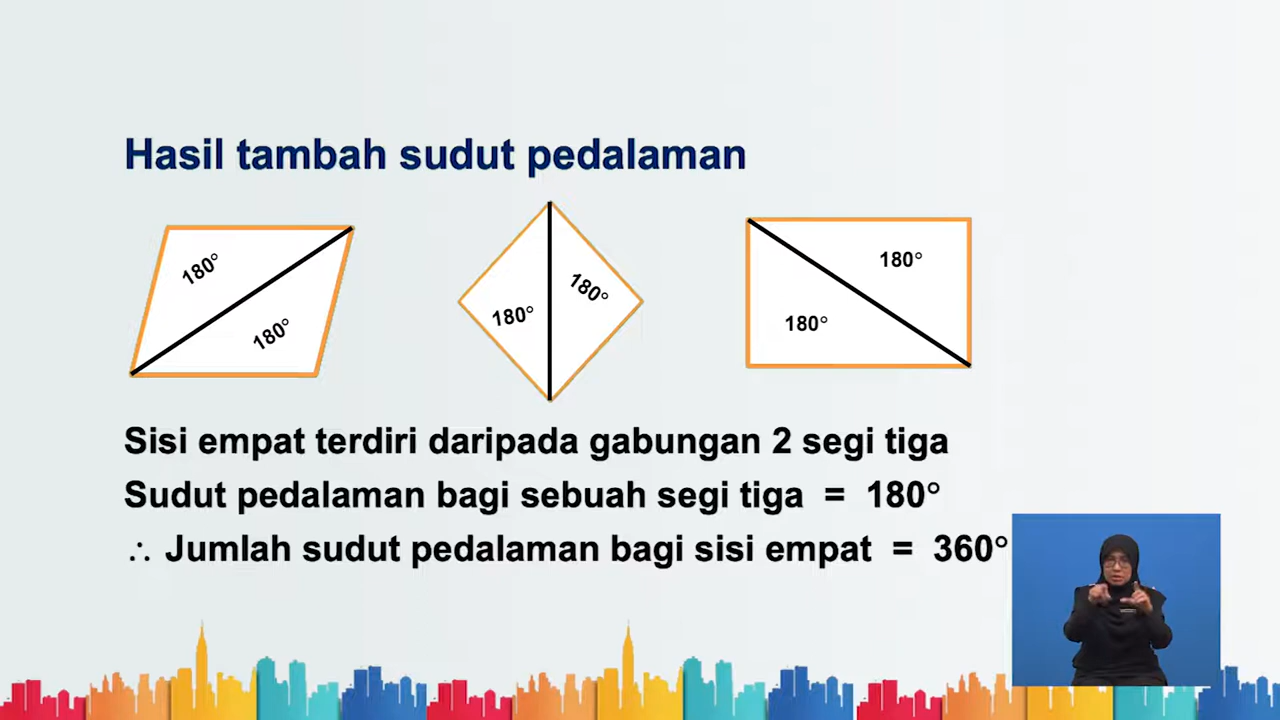 Hasil tambah sudut pedalaman
180°
180°
180°
180°
180°
180°
Sisi empat terdiri daripada gabungan 2 segi tiga
Sudut pedalaman bagi sebuah segi tiga = 180°
∴ Jumlah sudut pedalaman bagi sisi empat = 360°